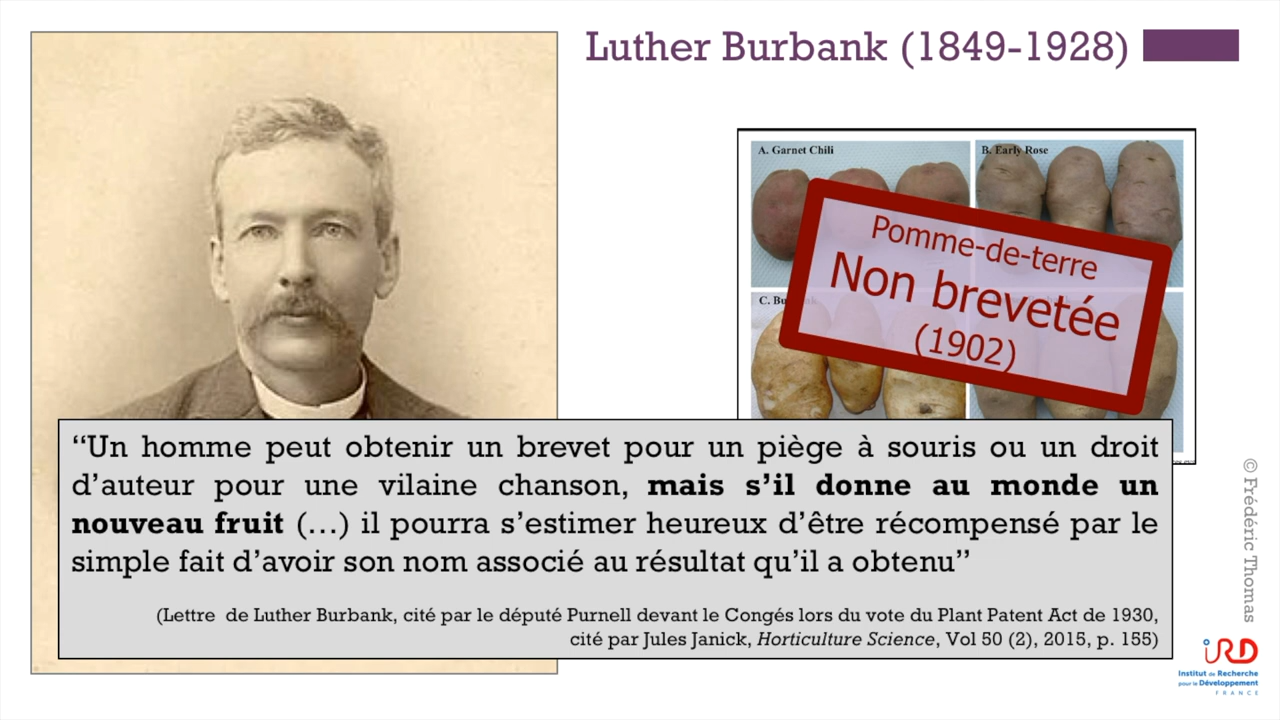 Luther Burbank (1849-1928)
A. Garnet Chili
B. Early Rose
Pomme-de-terre
Non brevetée
(1902)
C.
“Un homme peut obtenir un brevet pour un piège à souris ou un droit
d’auteur pour une vilaine chanson, mais s’il donne au monde un
nouveau fruit (…) il pourra s’estimer heureux d’être récompensé par le
simple fait d’avoir son nom associé au résultat qu’il a obtenu”
(Lettre de Luther Burbank, cité par le député Purnell devant le Congés lors du vote du Plant Patent Act de 1930,
cité par Jules Janick, Horticulture Science, Vol 50 (2), 2015, p. 155)
© Frédéric Thomas
IRD
Institut de Recherche
pour le Développement
FRANCE